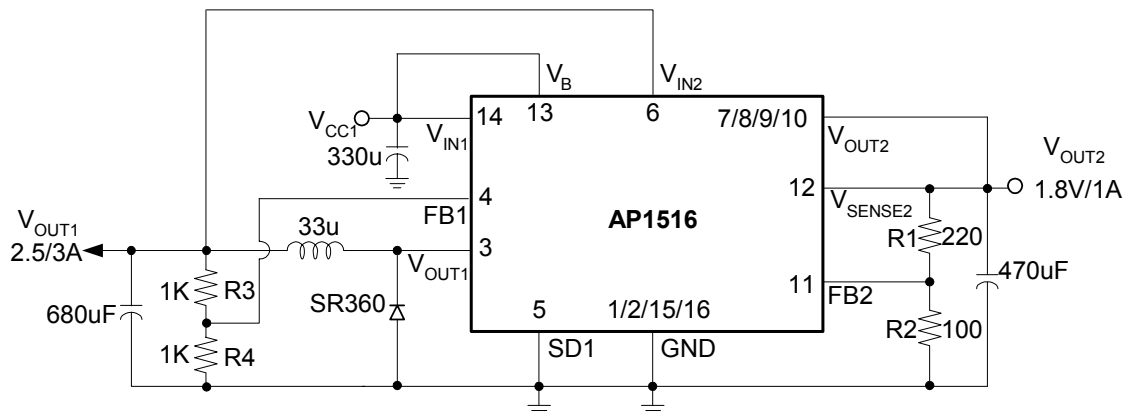 V_B
V_IN2
14
13
6
7/8/9/10
V_CC1
V_IN1
V_OUT2
330u
V_OUT2
4
12
1.8V/1A
FB1
V_SENSE2
AP1516
V_OUT1
33u
R1
220
2.5/3A
3
V_OUT1
470uF
1K
R3
11
FB2
SR360
680uF
5
1/2/15/16
R2
100
1K
R4
SD1
GND